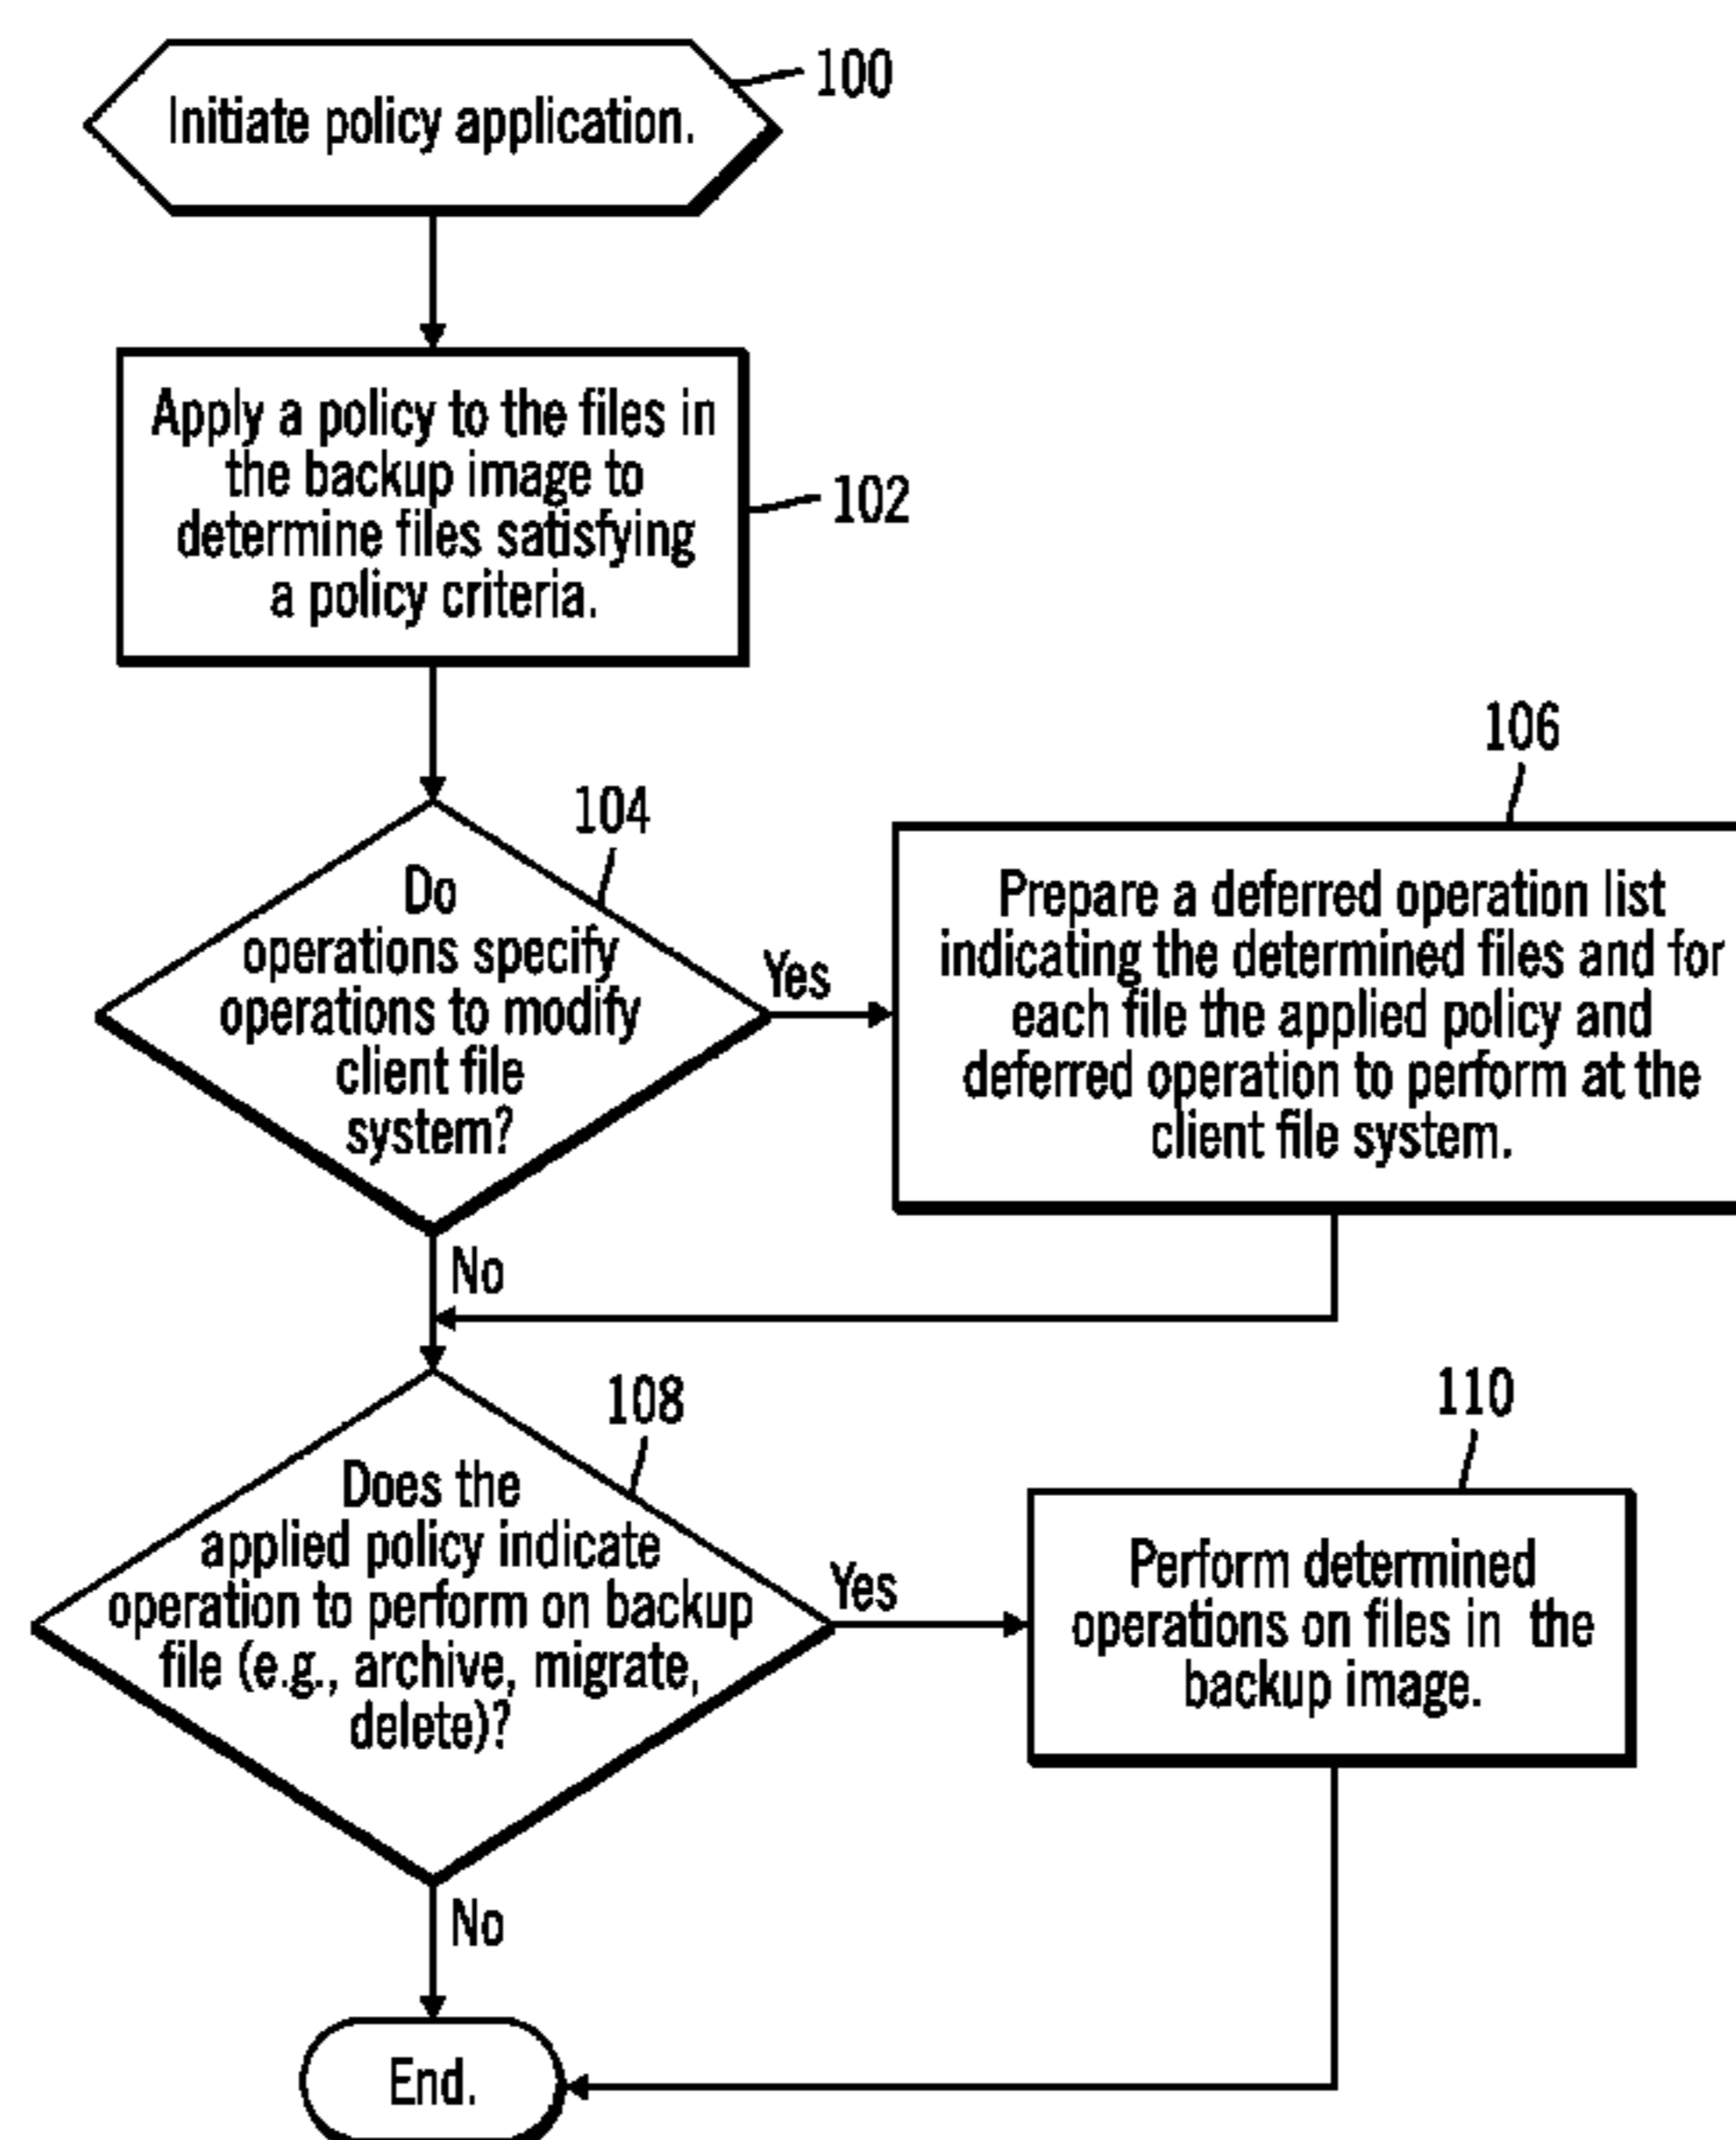 100
Initiate policy application.
Apply a policy to the files in
the backup image to
determine files satisfying
a policy criteria.
102
104
Do
operations specify
operations to modify
client file
system?
Yes
106
Prepare a deferred operation list
indicating the determined files and for
each file the applied policy and
deferred operation to perform at the
client file system.
No
108
Does the
applied policy indicate
operation to perform on backup
file (e.g., archive, migrate,
delete)?
Yes
110
Perform determined
operations on files in the
backup image.
No
End.